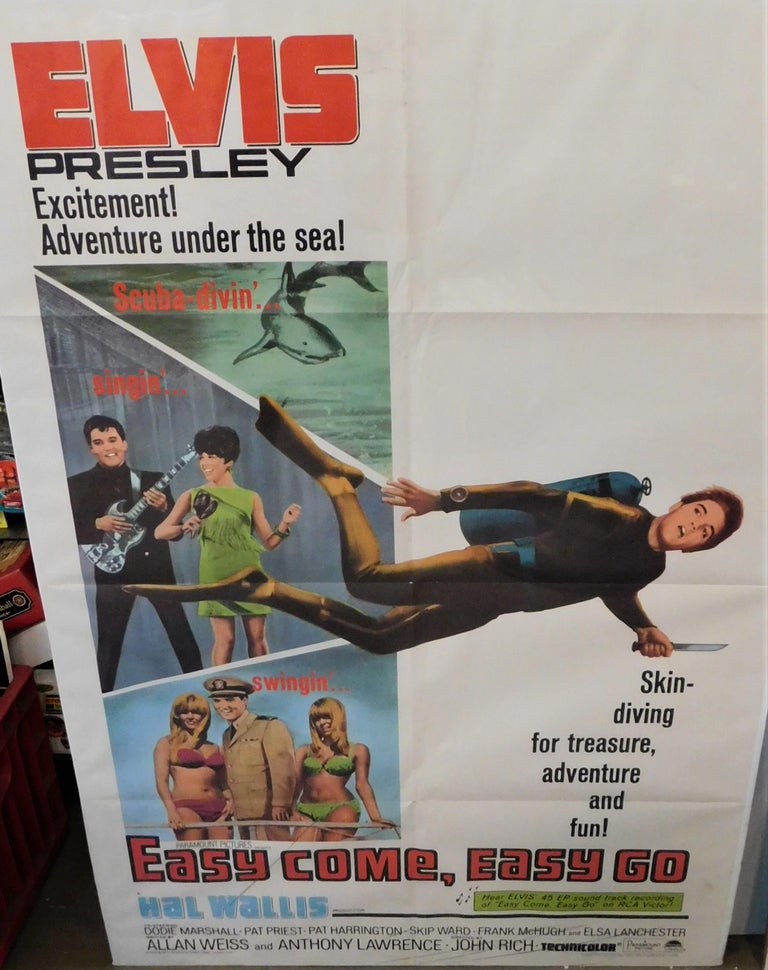 ELVIS
PRESLEY
Excitement!
Adventure under the sea!
Scuba-divin'...
singin'...
swingin'...
Skin-
diving
for treasure,
adventure
and
fun!
PARAMOUNT PICTURES
EASY COME, EASY GO
HAL WALLIS
Hear ELVIS' 45 EP sound track recording
of "Easy Come, Easy Go" on RCA Victor!
DODIE MARSHALL · PAT PRIEST · PAT HARRINGTON · SKIP WARD · FRANK McHUGH and ELSA LANCHESTER
ALLAN WEISS and ANTHONY LAWRENCE · JOHN RICH · TECHNICOLOR